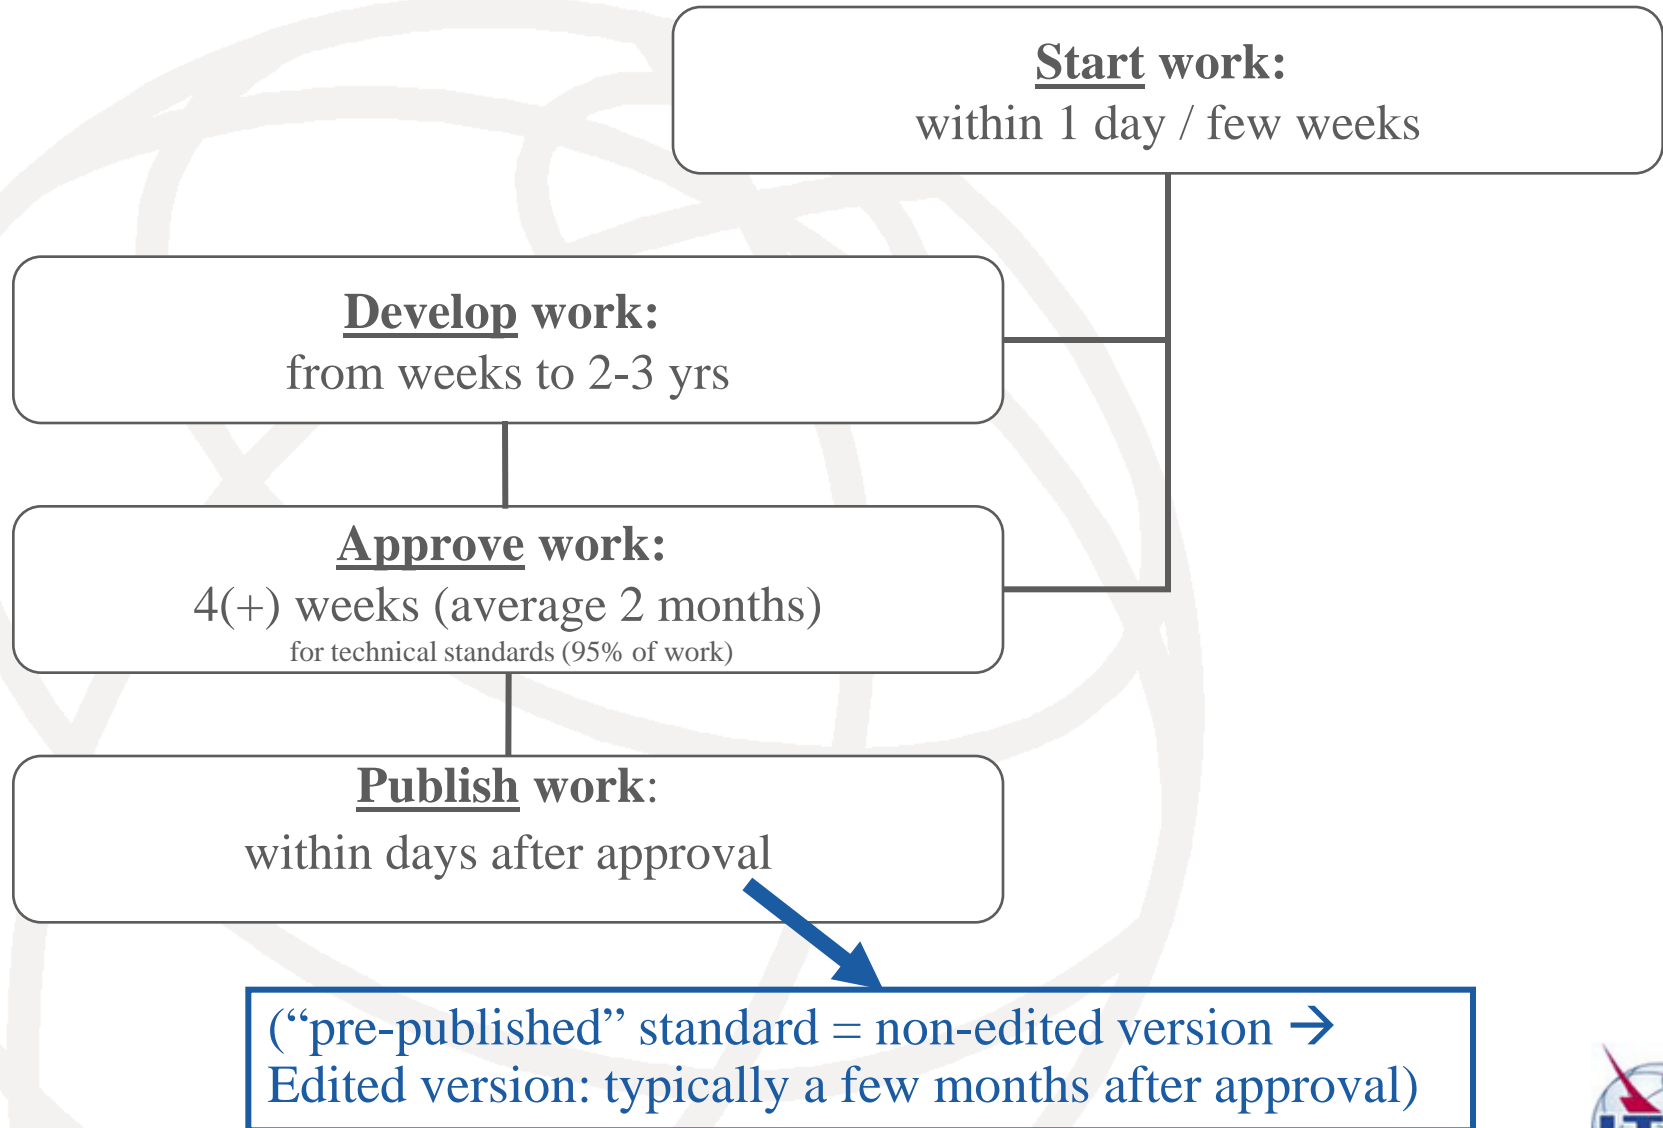 Start work:
within 1 day / few weeks
Develop work:
from weeks to 2-3 yrs
Approve work:
4(+) weeks (average 2 months)
for technical standards (95% of work)
Publish work:
within days after approval
(“pre-published” standard = non-edited version →
Edited version: typically a few months after approval)